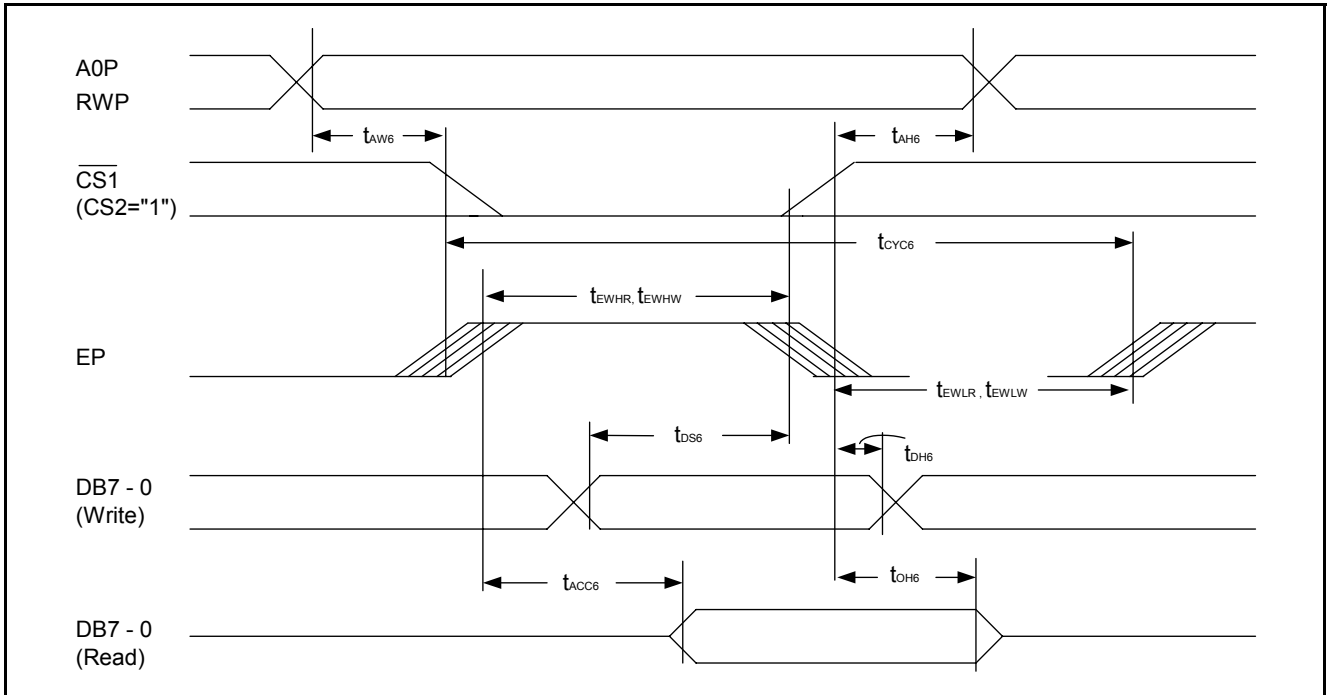 A0P
RWP
tAW6
tAH6
CS1
(CS2="1")
tCYC6
tEWHR, tEWHW
EP
tEWLR , tEWLW
tDS6
tDH6
DB7 - 0
(Write)
tACC6
tOH6
DB7 - 0
(Read)